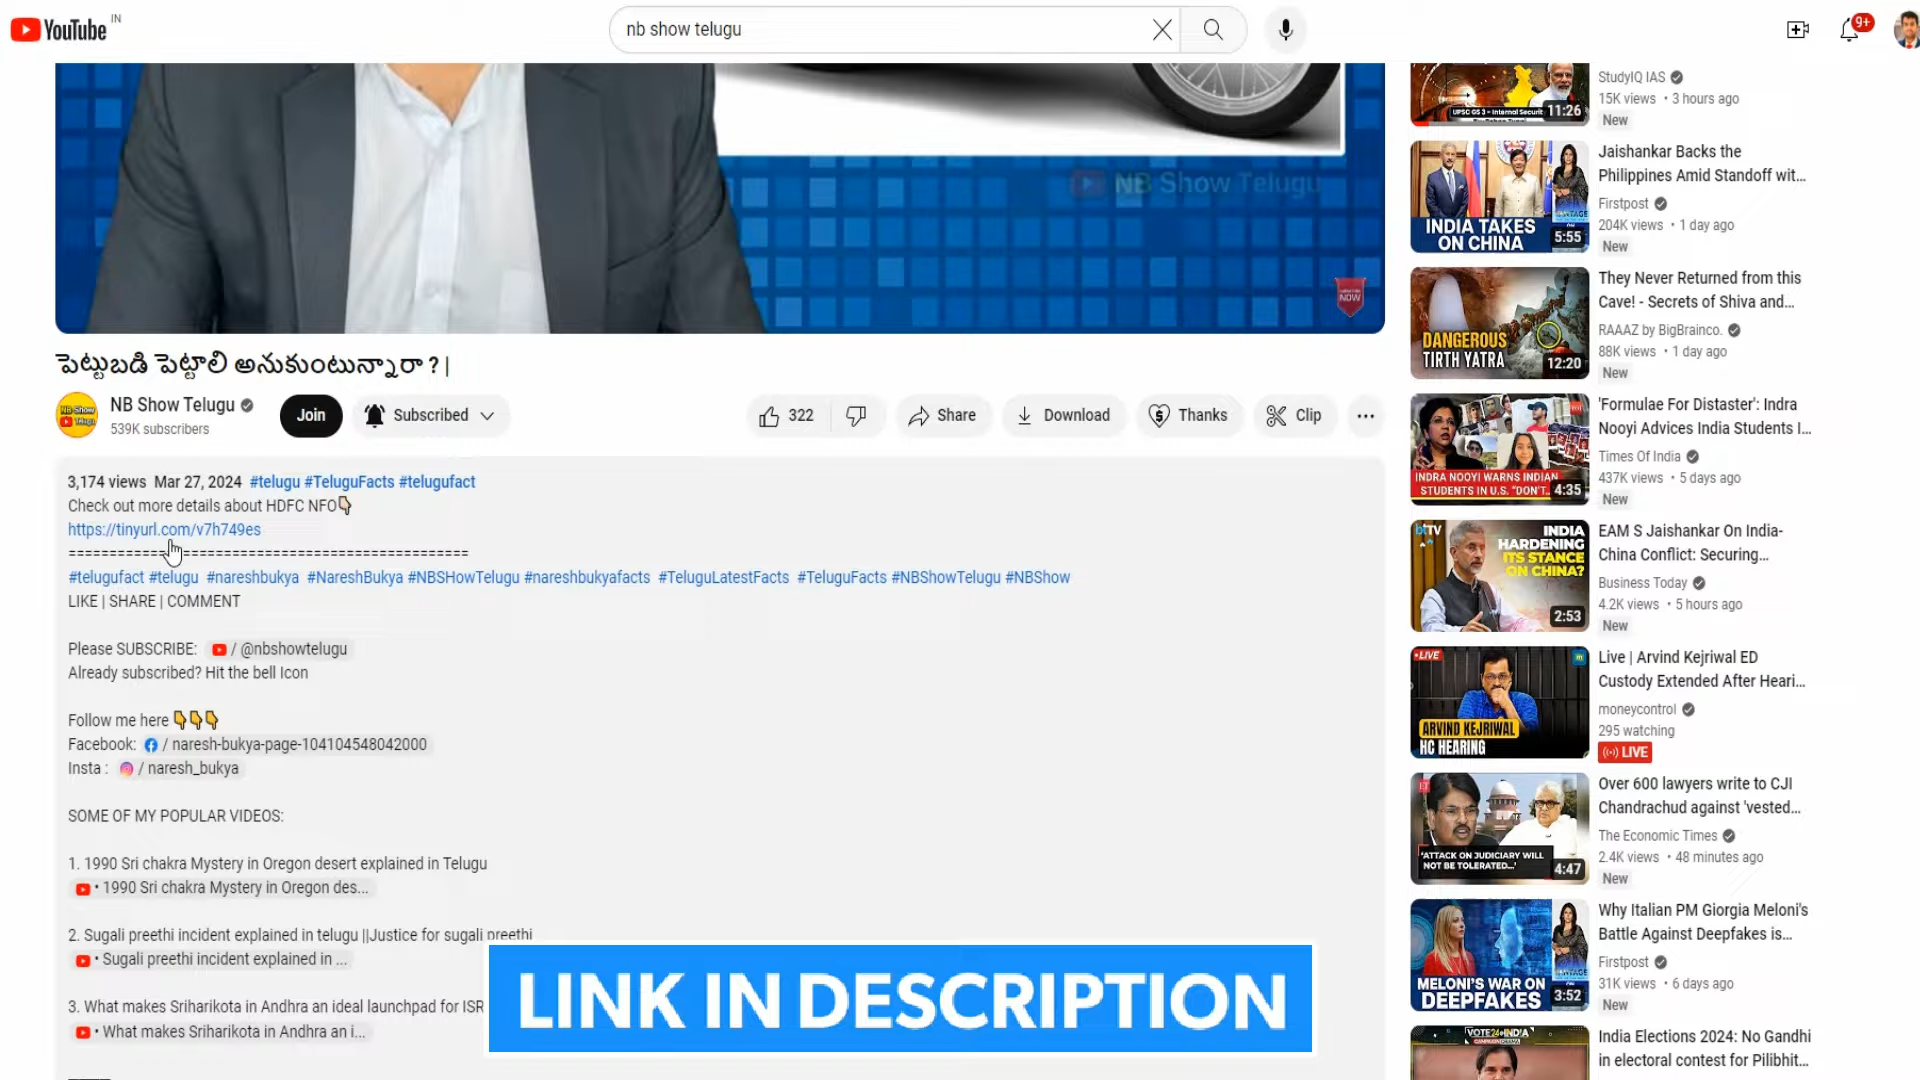 YouTube IN
nb show telugu
9+
NB Show Telugu
NOW
పెట్టుబడి పెట్టాలి అనుకుంటున్నారా ? |
NB Show Telugu
539K subscribers
Join
Subscribed
322
Share
Download
Thanks
Clip
3,174 views Mar 27, 2024 #telugu #TeluguFacts #telugufact
Check out more details about HDFC NFO👇
https://tinyurl.com/v7h749es
=================================================
#telugufact #telugu #nareshbukya #NareshBukya #NBSHowTelugu #nareshbukyafacts #TeluguLatestFacts #TeluguFacts #NBShowTelugu #NBShow
LIKE | SHARE | COMMENT
Please SUBSCRIBE: / @nbshowtelugu
Already subscribed? Hit the bell Icon
Follow me here 👇👇👇
Facebook: / naresh-bukya-page-104104548042000
Insta : / naresh_bukya
SOME OF MY POPULAR VIDEOS:
1. 1990 Sri chakra Mystery in Oregon desert explained in Telugu
• 1990 Sri chakra Mystery in Oregon des...
2. Sugali preethi incident explained in telugu ||Justice for sugali preethi
• Sugali preethi incident explained in ...
3. What makes Sriharikota in Andhra an ideal launchpad for ISR
• What makes Sriharikota in Andhra an i...
LINK IN DESCRIPTION
UPSC GS 3 - Internal Securit
11:26
StudyIQ IAS
15K views • 3 hours ago
New
INDIA TAKES
ON CHINA
5:55
Jaishankar Backs the
Philippines Amid Standoff wit...
Firstpost
204K views • 1 day ago
New
DANGEROUS
TIRTH YATRA
12:20
They Never Returned from this
Cave! - Secrets of Shiva and...
RAAAZ by BigBrainco.
88K views • 1 day ago
New
INDRA NOOYI WARNS INDIAN
STUDENTS IN U.S. "DON'T..
4:35
'Formulae For Distaster': Indra
Nooyi Advices India Students I...
Times Of India
437K views • 5 days ago
New
btTV
INDIA
HARDENING
ITS STANCE
ON CHINA?
2:53
EAM S Jaishankar On India-
China Conflict: Securing...
Business Today
4.2K views • 5 hours ago
New
•LIVE
ARVIND KEJRIWAL
HC HEARING
Live | Arvind Kejriwal ED
Custody Extended After Heari...
moneycontrol
295 watching
LIVE
ET
'ATTACK ON JUDICIARY WILL
NOT BE TOLERATED...'
4:47
Over 600 lawyers write to CJI
Chandrachud against 'vested...
The Economic Times
2.4K views • 48 minutes ago
New
VANTAGE
MELONI'S WAR ON
DEEPFAKES
3:52
Why Italian PM Giorgia Meloni's
Battle Against Deepfakes is...
Firstpost
31K views • 6 days ago
New
VOTE24•INDIA
India Elections 2024: No Gandhi
in electoral contest for Pilibhit...